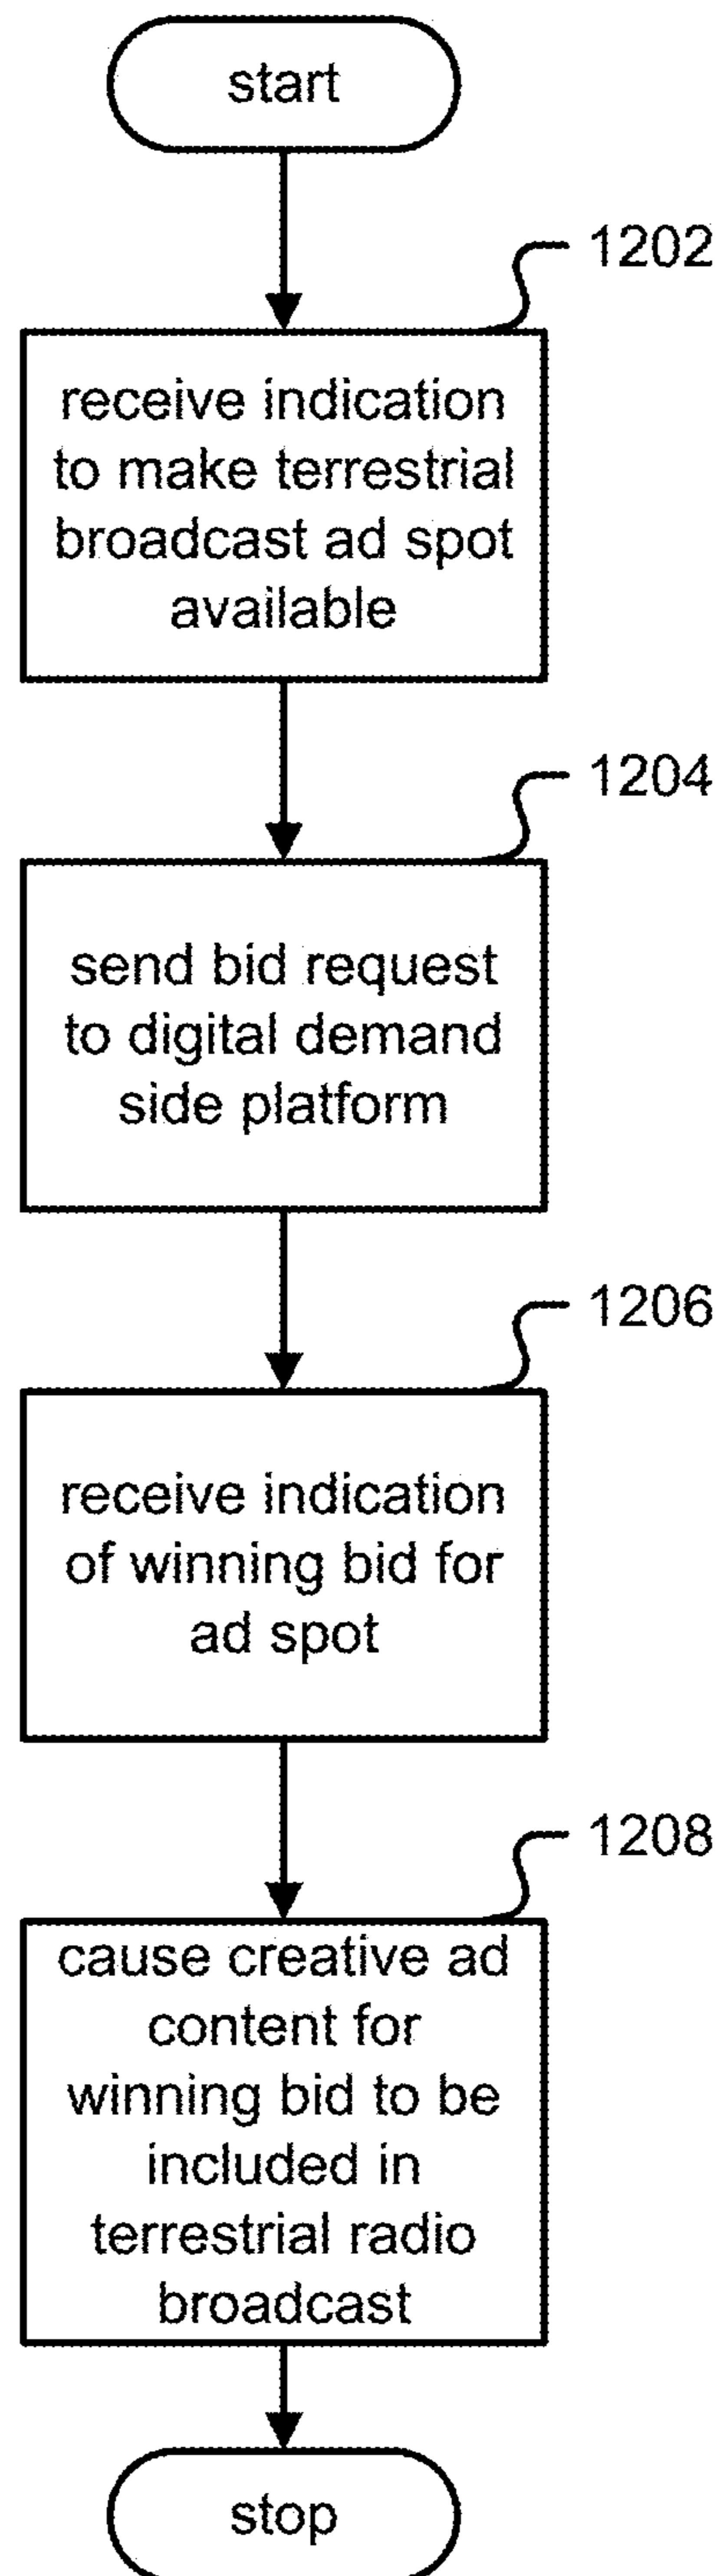 start
1202
receive indication
to make terrestrial
broadcast ad spot
available
1204
send bid request
to digital demand
side platform
1206
receive indication
of winning bid for
ad spot
1208
cause creative ad
content for
winning bid to be
included in
terrestrial radio
broadcast
stop